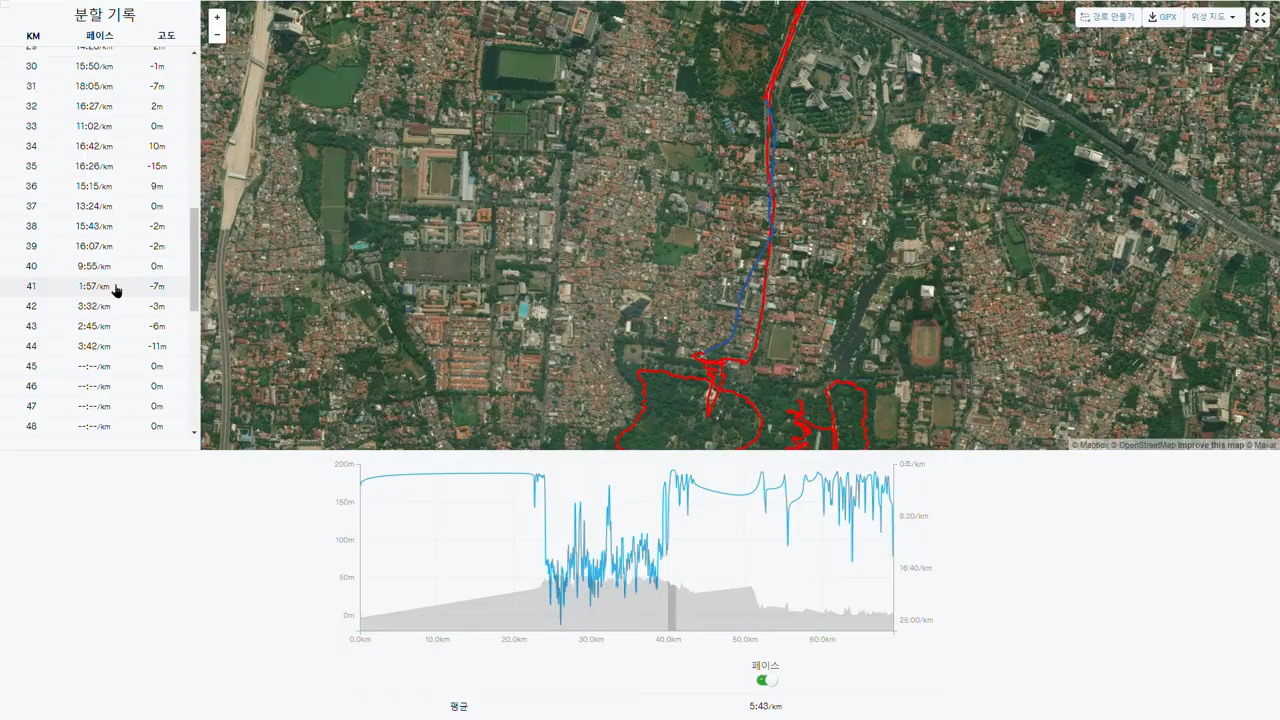 분할 기록
KM 페이스 고도
30 15:50/km -1m
31 18:05/km -7m
32 16:27/km 2m
33 11:02/km 0m
34 16:42/km 10m
35 16:26/km -15m
36 15:15/km 9m
37 13:24/km 0m
38 15:43/km -2m
39 16:07/km -2m
40 9:55/km 0m
41 1:57/km -7m
42 3:32/km -3m
43 2:45/km -6m
44 3:42/km -11m
45 --:--/km 0m
46 --:--/km 0m
47 --:--/km 0m
48 --:--/km 0m
+
−
경로 만들기 GPX 위성 지도
© Mapbox © OpenStreetMap Improve this map © Maxar
200m
150m
100m
50m
0m
0초/km
8:20/km
16:40/km
25:00/km
0.0km 10.0km 20.0km 30.0km 40.0km 50.0km 60.0km
페이스
평균 5:43/km